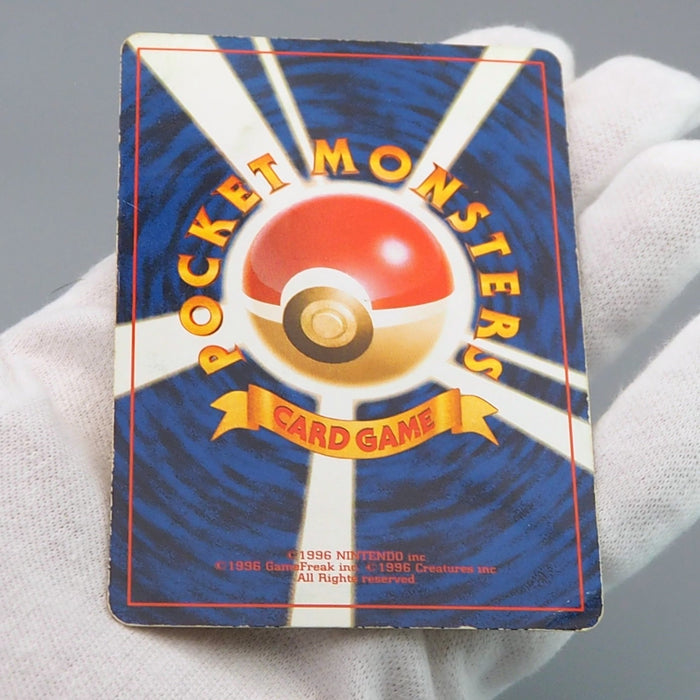 POCKET MONSTERS
CARD GAME
©1996 NINTENDO inc
©1996 GameFreak inc ©1996 Creatures inc
All Rights reserved